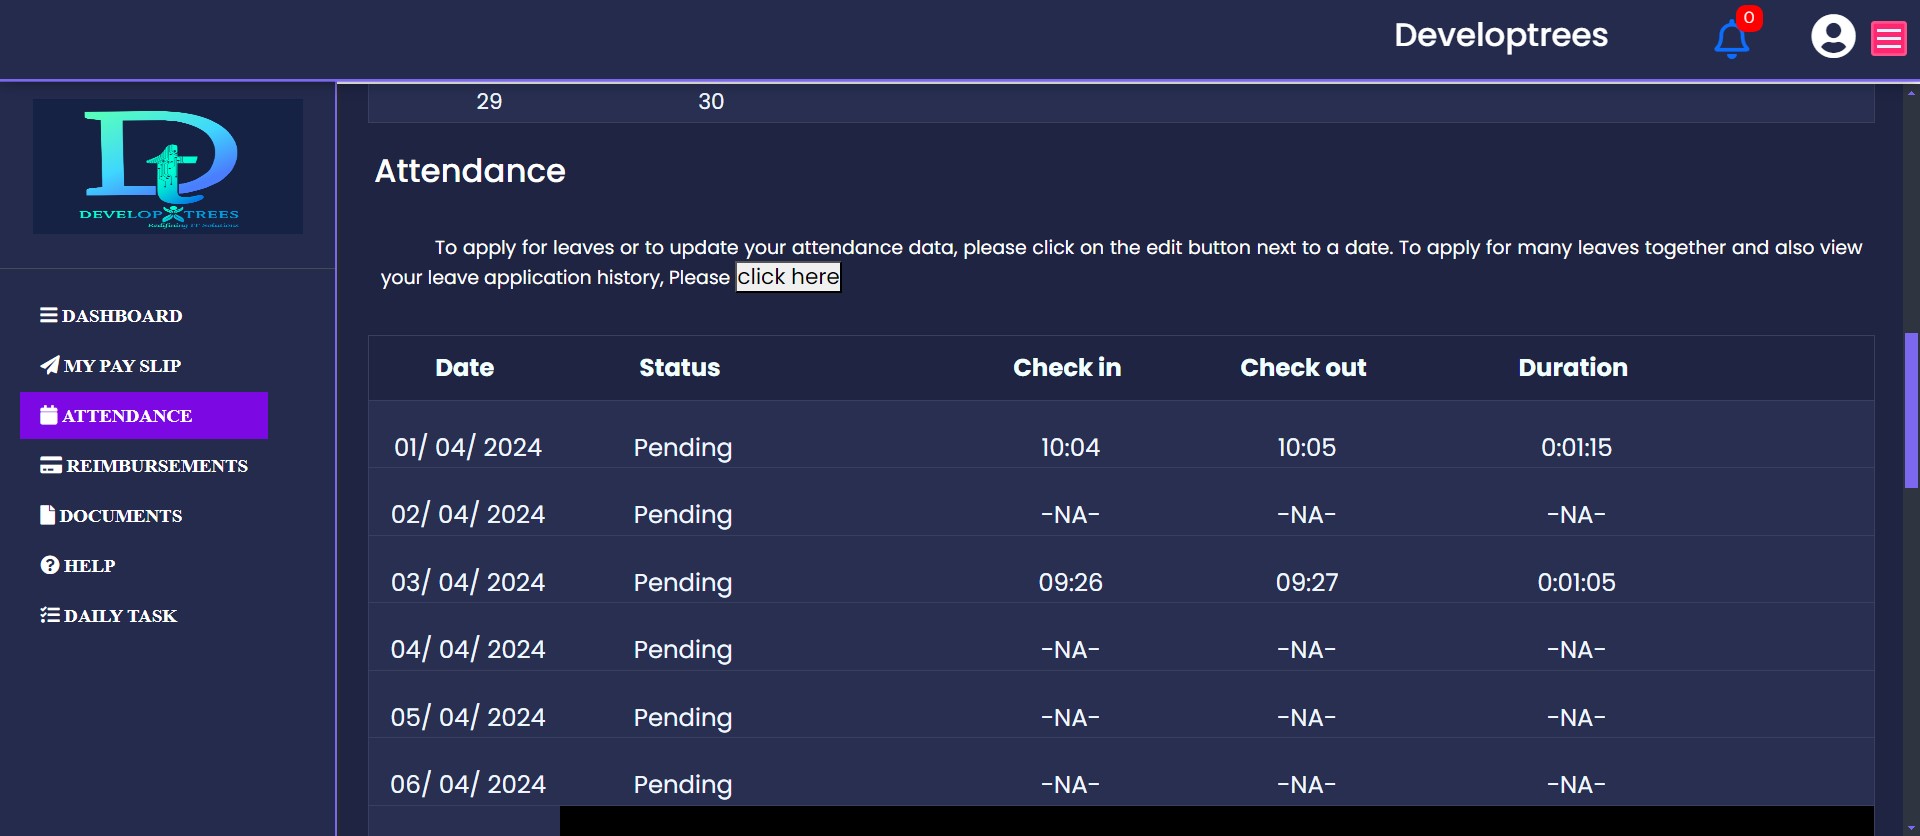 Developtrees
0
DEVELOP TREES
Redifining IT Solutions
DASHBOARD
MY PAY SLIP
ATTENDANCE
REIMBURSEMENTS
DOCUMENTS
HELP
DAILY TASK
29 30
Attendance
To apply for leaves or to update your attendance data, please click on the edit button next to a date. To apply for many leaves together and also view
your leave application history, Please click here
Date Status Check in Check out Duration
01/ 04/ 2024 Pending 10:04 10:05 0:01:15
02/ 04/ 2024 Pending -NA- -NA- -NA-
03/ 04/ 2024 Pending 09:26 09:27 0:01:05
04/ 04/ 2024 Pending -NA- -NA- -NA-
05/ 04/ 2024 Pending -NA- -NA- -NA-
06/ 04/ 2024 Pending -NA- -NA- -NA-